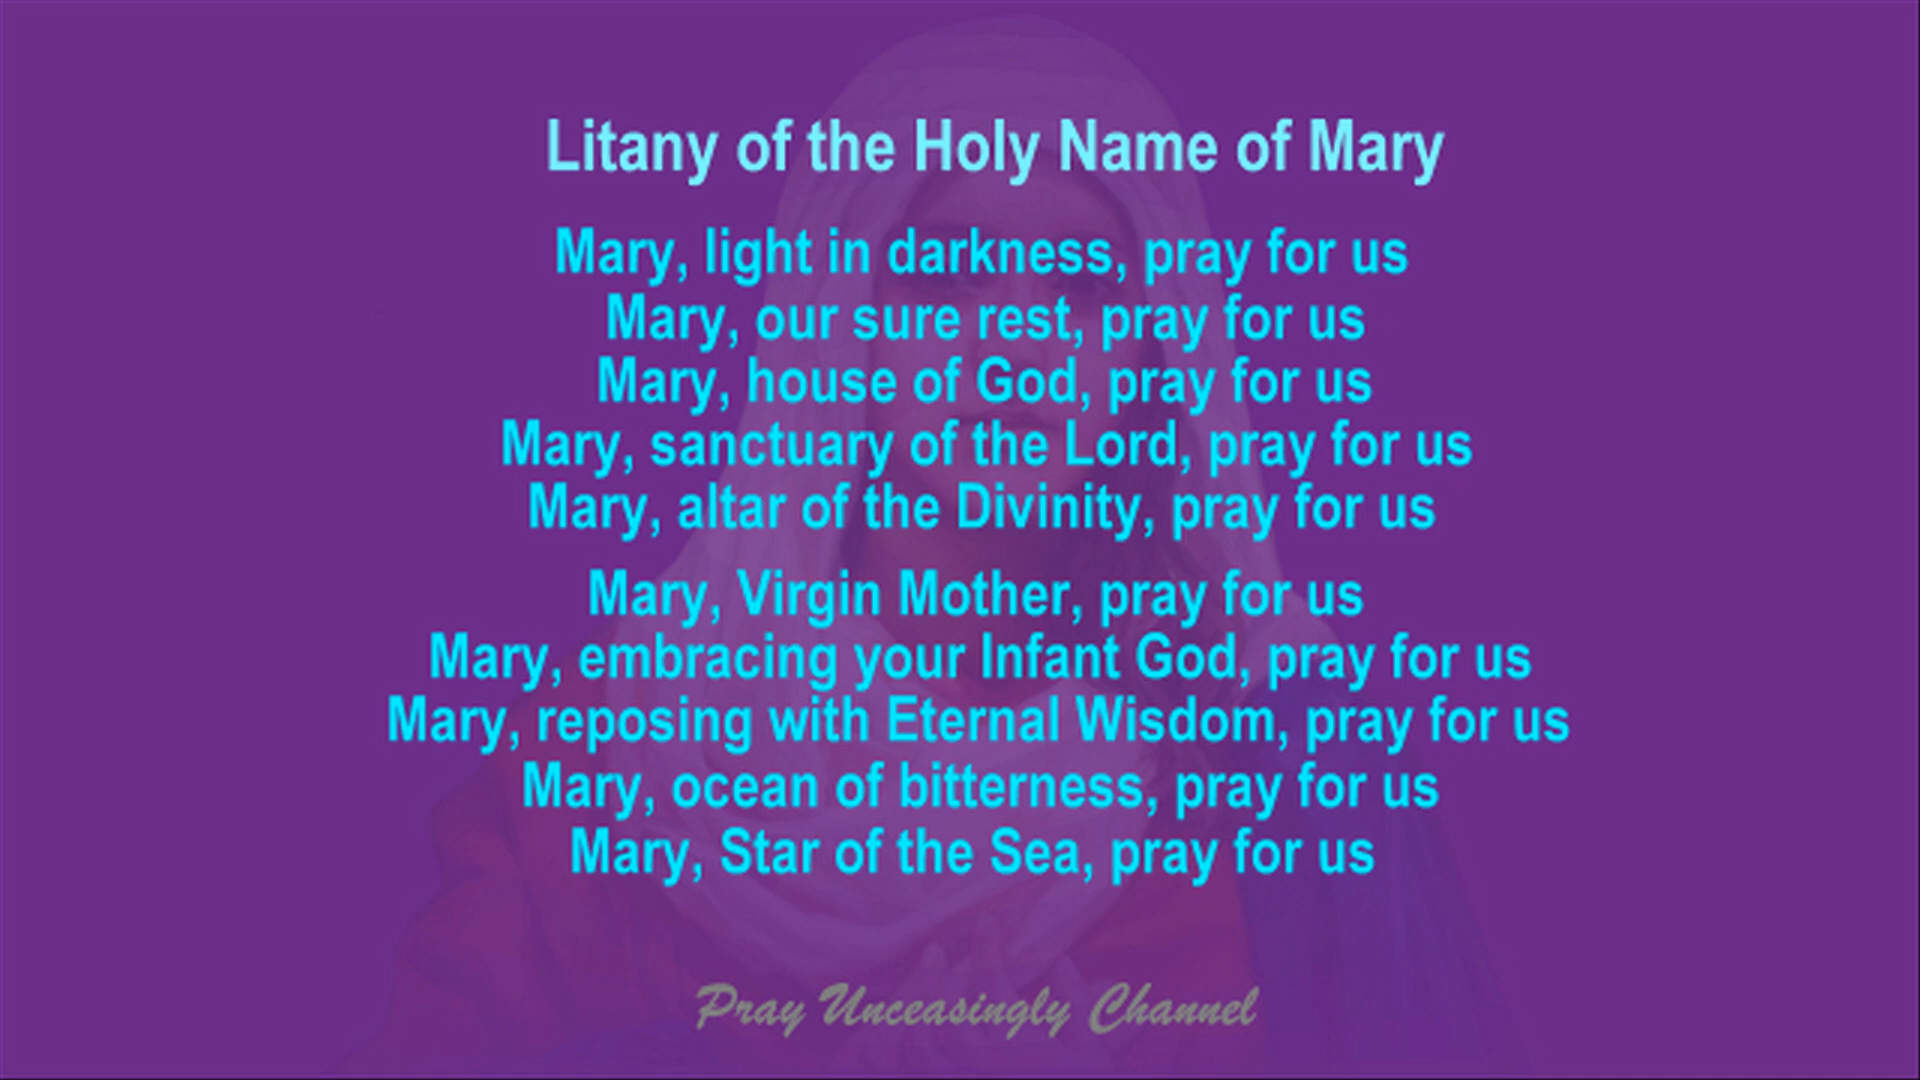 Litany of the Holy Name of Mary
Mary, light in darkness, pray for us
Mary, our sure rest, pray for us
Mary, house of God, pray for us
Mary, sanctuary of the Lord, pray for us
Mary, altar of the Divinity, pray for us
Mary, Virgin Mother, pray for us
Mary, embracing your Infant God, pray for us
Mary, reposing with Eternal Wisdom, pray for us
Mary, ocean of bitterness, pray for us
Mary, Star of the Sea, pray for us
Pray Unceasingly Channel